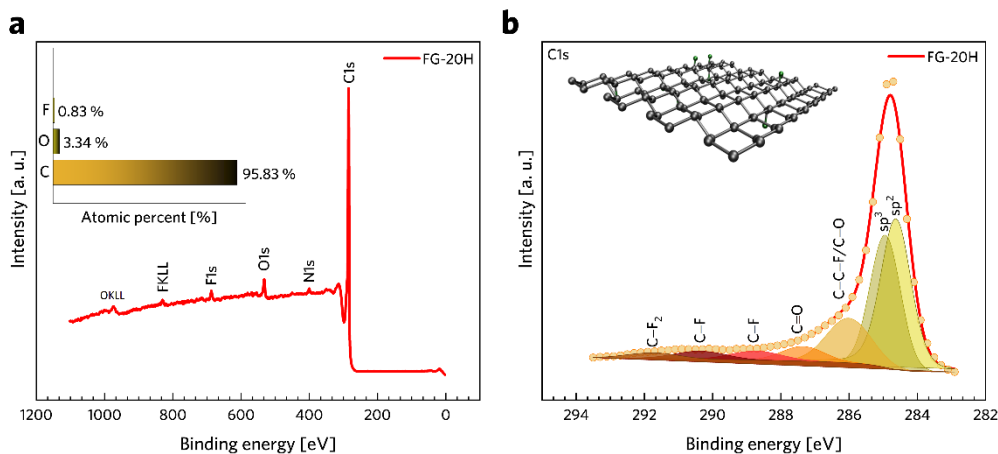 a
FG-20H
C1s
F 0.83 %
O 3.34 %
C 95.83 %
Atomic percent [%]
OKLL
FKLL
F1s
O1s
N1s
Intensity [a. u.]
1200 1000 800 600 400 200 0
Binding energy [eV]
b
C1s
FG-20H
sp³
sp²
C–C–F/C–O
C=O
C–F
C–F
C–F₂
Intensity [a. u.]
294 292 290 288 286 284 282
Binding energy [eV]